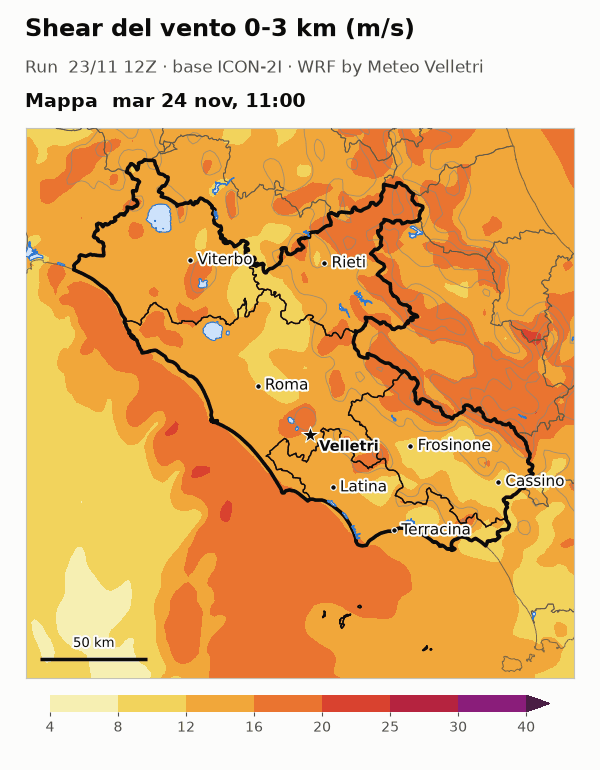 Shear del vento 0-3 km (m/s)
Run  23/11 12Z · base ICON-2I · WRF by Meteo Velletri
Mappa  mar 24 nov, 11:00
Viterbo
Rieti
Roma
Velletri
Frosinone
Cassino
Latina
Terracina
50 km
4 8 12 16 20 25 30 40